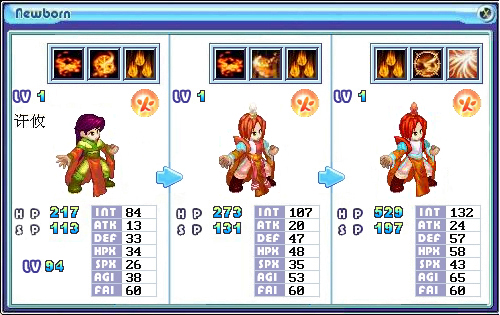 Newborn
LV 1
火
许攸
HP 217
SP 113
LV 94
INT 84
ATK 13
DEF 33
HPX 34
SPX 26
AGI 38
FAI 60
LV 1
火
HP 273
SP 131
INT 107
ATK 20
DEF 47
HPX 48
SPX 35
AGI 53
FAI 60
LV 1
火
HP 529
SP 197
INT 132
ATK 24
DEF 57
HPX 58
SPX 43
AGI 65
FAI 60